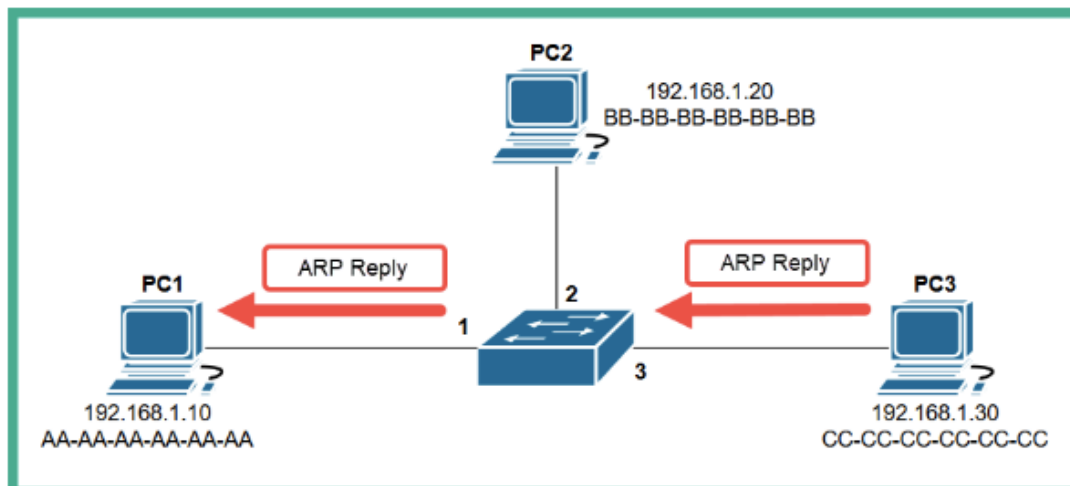 PC2
192.168.1.20
BB-BB-BB-BB-BB-BB
ARP Reply
ARP Reply
PC1
PC3
2
1
3
192.168.1.10
AA-AA-AA-AA-AA-AA
192.168.1.30
CC-CC-CC-CC-CC-CC